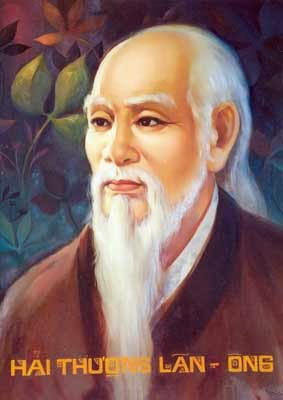 HẢI THƯỢNG LÃN - ÔNG